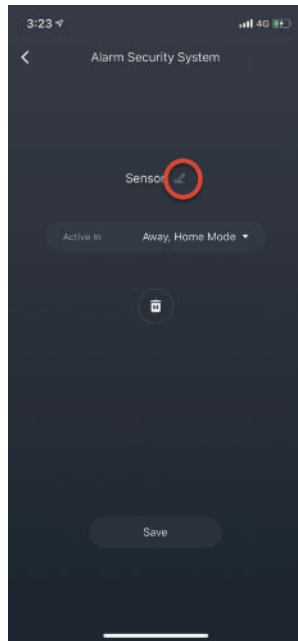 3:23 4G
Alarm Security System
Sensor
Active In Away, Home Mode
Save